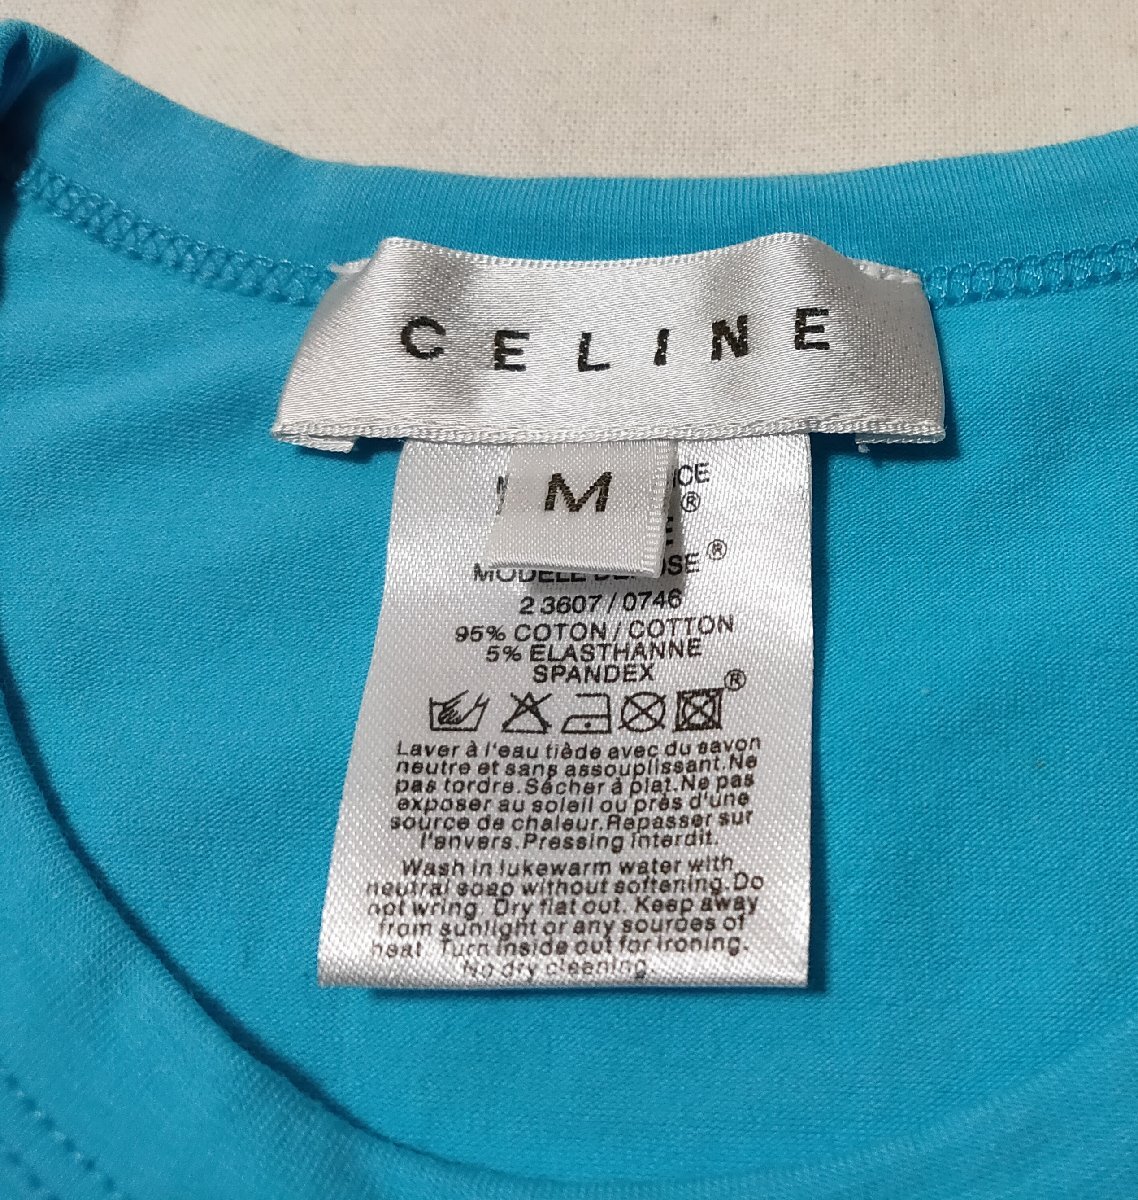 CELINE
M
®
®
MODELE
2 3607 / 0746
95% COTON / COTTON
5% ELASTHANNE
SPANDEX
®
Laver à l'eau tiède avec du savon
neutre et sans assouplissant. Ne
pas tordre. Sécher à plat. Ne pas
exposer au soleil ou près d'une
source de chaleur. Repasser sur
l'envers. Pressing interdit.
Wash in lukewarm water with
neutral soap without softening. Do
not wring. Dry flat out. Keep away
from sunlight or any sources of
heat. Turn inside out for ironing.
No dry cleening.